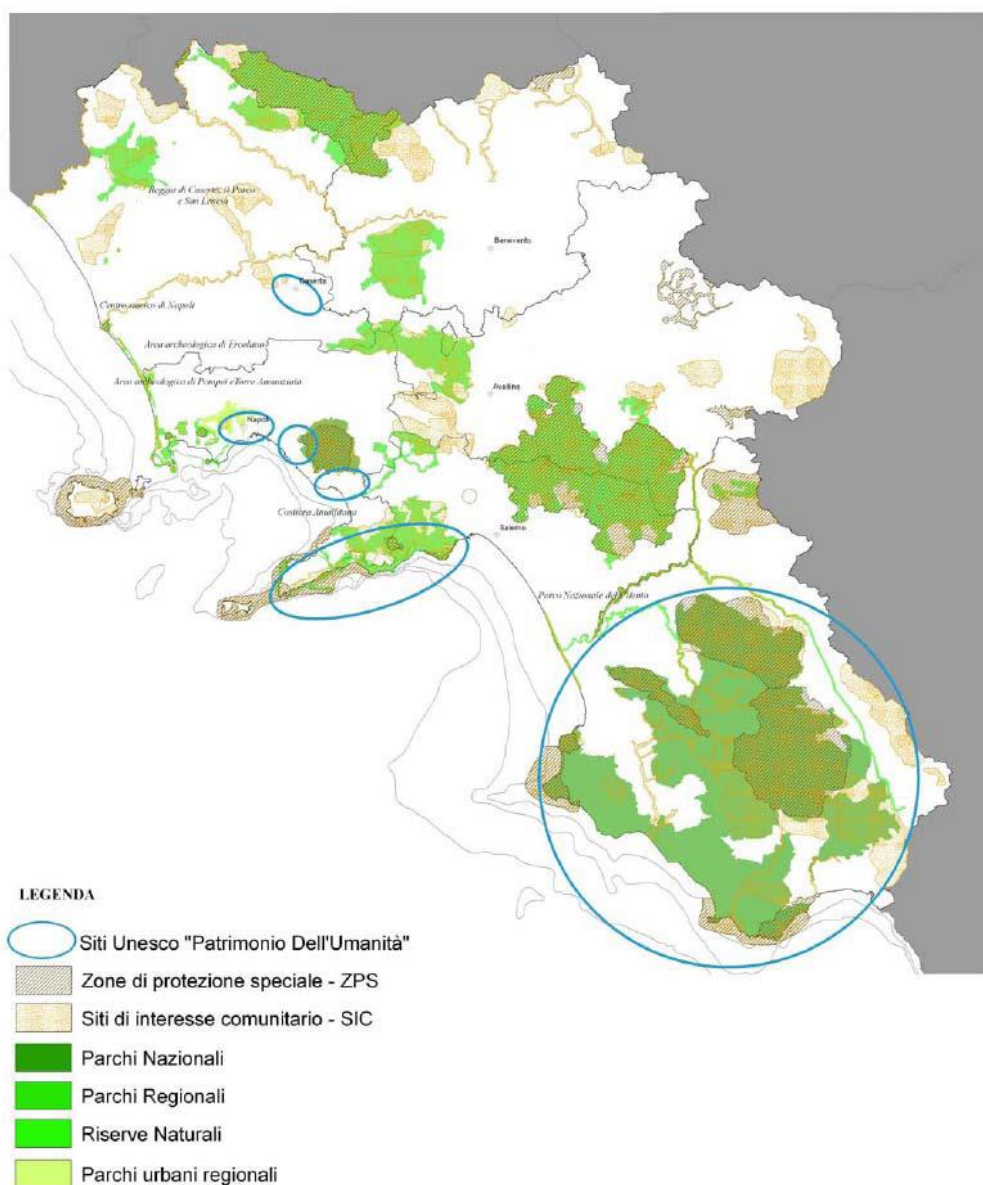 Reggia di Caserta, il Parco
e San Leucio
Benevento
Caserta
Centro storico di Napoli
Area archeologica di Ercolano
Area archeologica di Pompei e Torre Annunziata
Avellino
Napoli
Costiera Amalfitana
Salerno
Parco Nazionale del Cilento
LEGENDA
Siti Unesco "Patrimonio Dell'Umanità"
Zone di protezione speciale - ZPS
Siti di interesse comunitario - SIC
Parchi Nazionali
Parchi Regionali
Riserve Naturali
Parchi urbani regionali